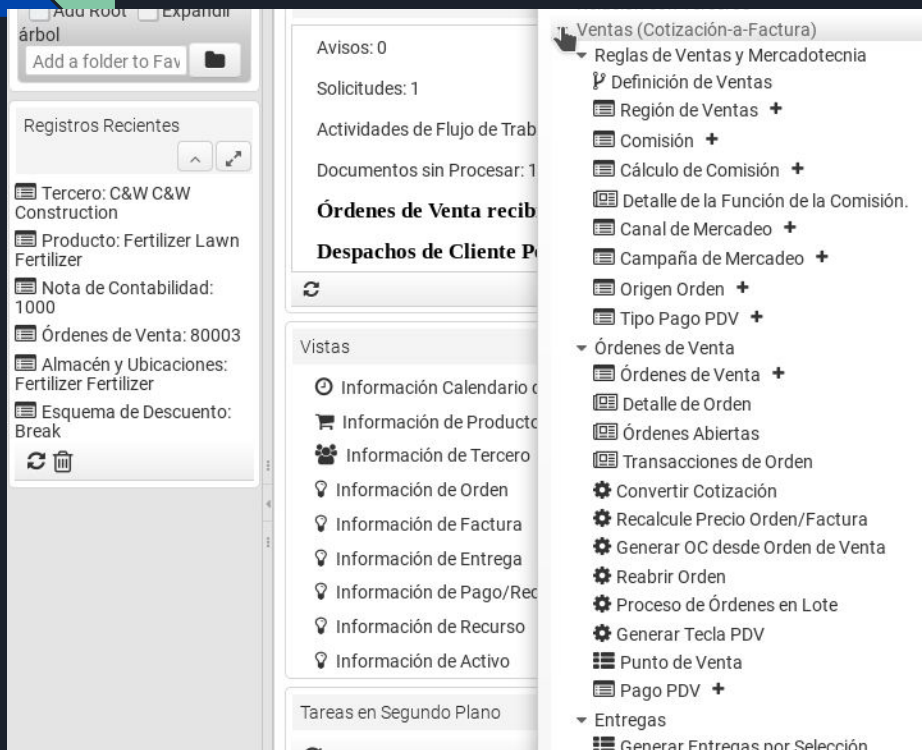 Add Root Expandir
árbol
Add a folder to Fav
Registros Recientes
Tercero: C&W C&W
Construction
Producto: Fertilizer Lawn
Fertilizer
Nota de Contabilidad:
1000
Órdenes de Venta: 80003
Almacén y Ubicaciones:
Fertilizer Fertilizer
Esquema de Descuento:
Break
Avisos: 0
Solicitudes: 1
Actividades de Flujo de Trab
Documentos sin Procesar: 1
Órdenes de Venta recib
Despachos de Cliente P
Vistas
Información Calendario
Información de Producto
Información de Tercero
Información de Orden
Información de Factura
Información de Entrega
Información de Pago/Rec
Información de Recurso
Información de Activo
Tareas en Segundo Plano
Ventas (Cotización-a-Factura)
Reglas de Ventas y Mercadotecnia
Definición de Ventas
Región de Ventas +
Comisión +
Cálculo de Comisión +
Detalle de la Función de la Comisión.
Canal de Mercadeo +
Campaña de Mercadeo +
Origen Orden +
Tipo Pago PDV +
Órdenes de Venta
Órdenes de Venta +
Detalle de Orden
Órdenes Abiertas
Transacciones de Orden
Convertir Cotización
Recalcule Precio Orden/Factura
Generar OC desde Orden de Venta
Reabrir Orden
Proceso de Órdenes en Lote
Generar Tecla PDV
Punto de Venta
Pago PDV +
Entregas
Generar Entregas por Selección